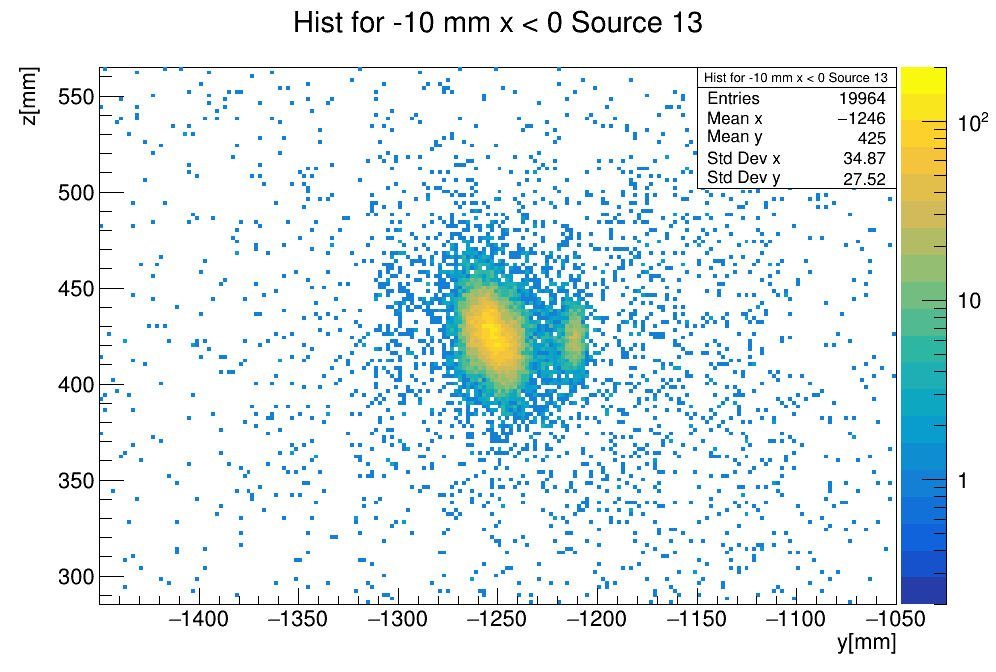 Hist for -10 mm x < 0 Source 13
z[mm]
Hist for -10 mm x < 0 Source 13
Entries 19964
Mean x −1246
Mean y 425
Std Dev x 34.87
Std Dev y 27.52
550
500
450
400
350
300
−1400 −1350 −1300 −1250 −1200 −1150 −1100 −1050
y[mm]
10²
10
1